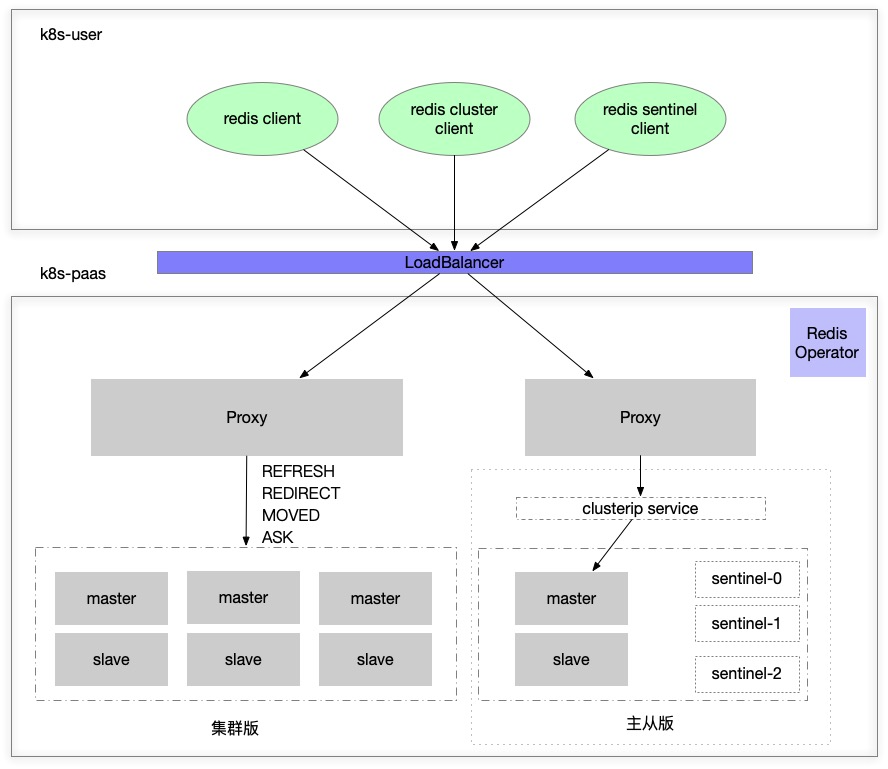 k8s-user
redis client
redis cluster
client
redis sentinel
client
LoadBalancer
k8s-paas
Redis
Operator
Proxy
Proxy
REFRESH
REDIRECT
MOVED
ASK
clusterip service
master
master
master
slave
slave
slave
master
slave
sentinel-0
sentinel-1
sentinel-2
集群版
主从版